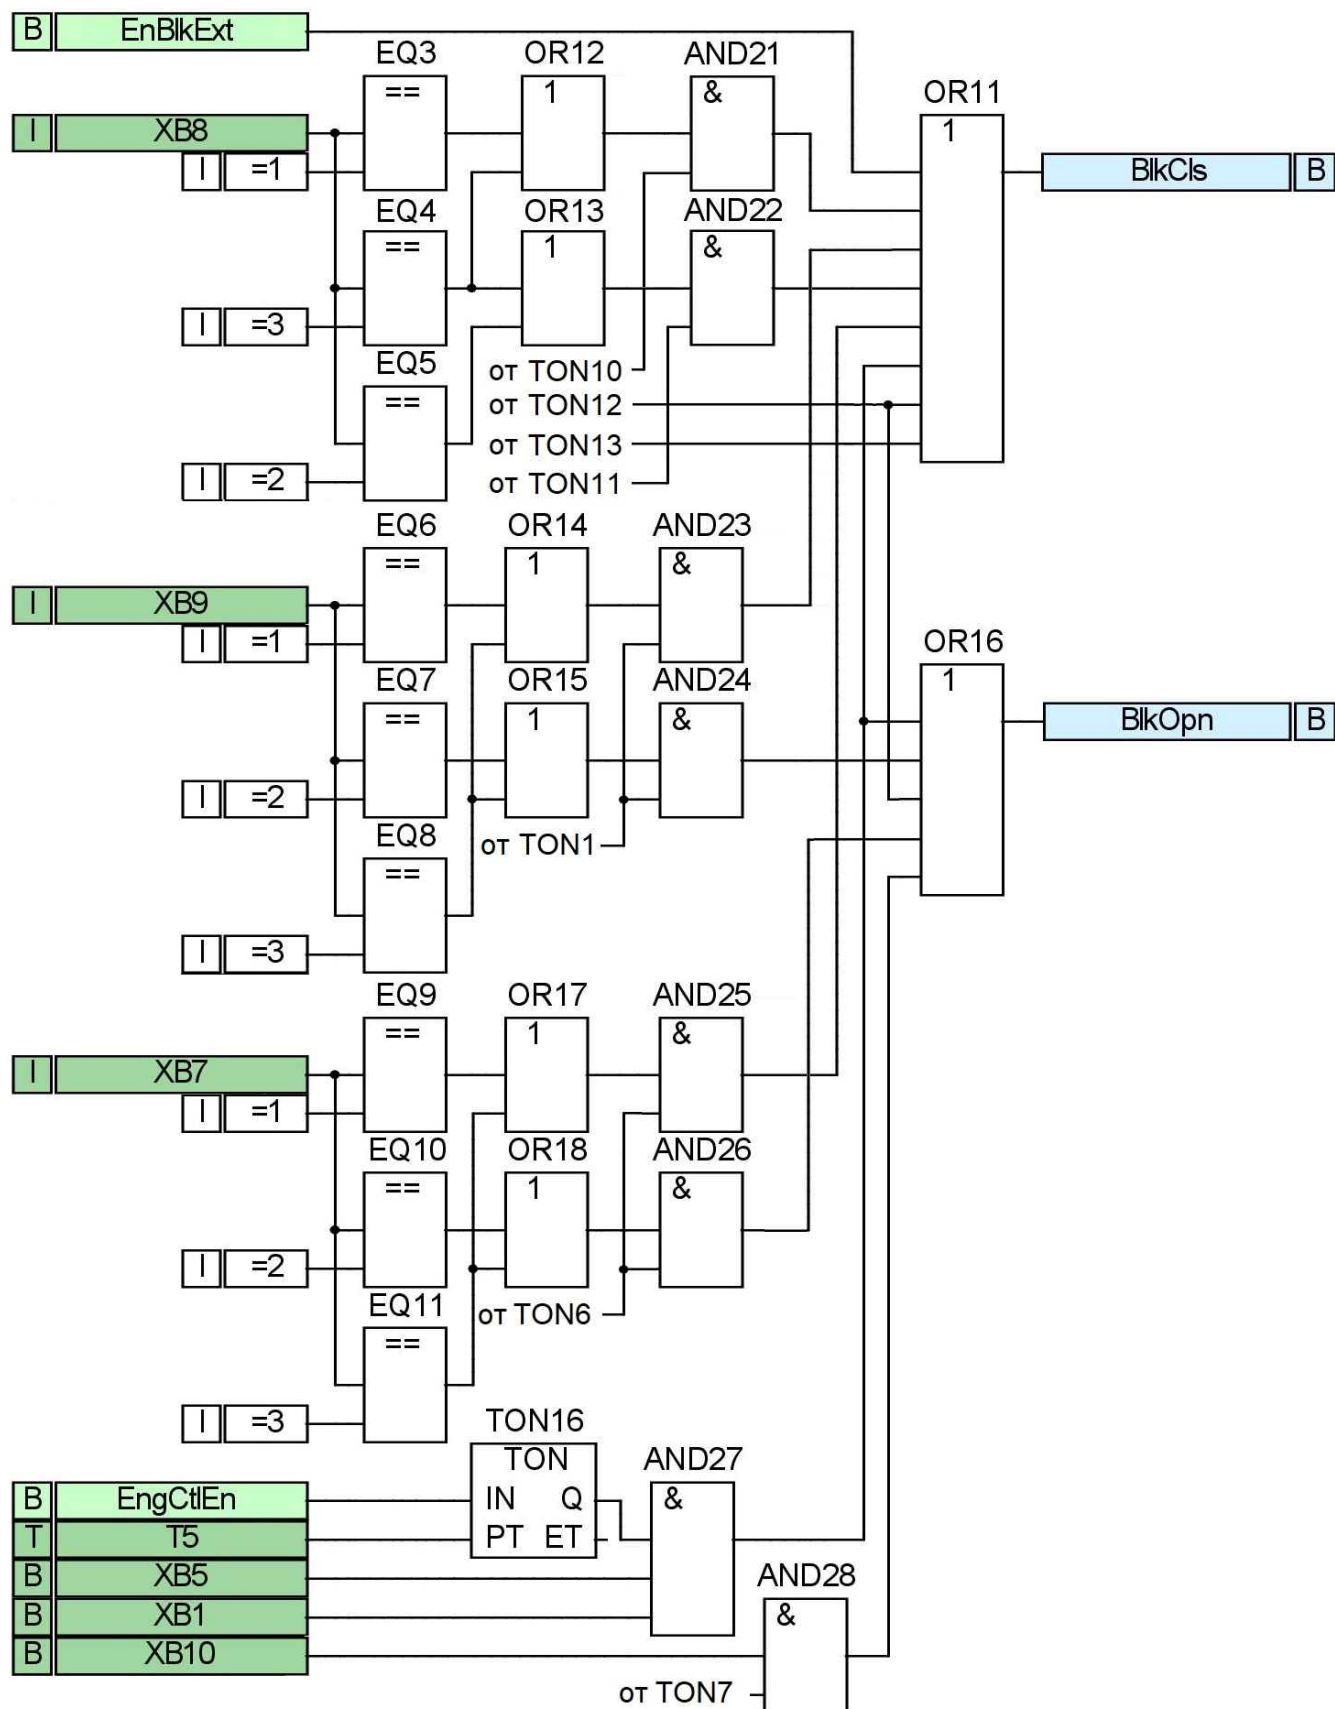 B EnBlkExt
EQ3 OR12 AND21
== 1 & OR11
I XB8 1
I =1 BlkCls B
EQ4 OR13 AND22
== 1 &
I =3
EQ5 от TON10
== от TON12
от TON13
I =2 от TON11
EQ6 OR14 AND23
== 1 &
I XB9
I =1 OR16
EQ7 OR15 AND24 1
== 1 & BlkOpn B
I =2
EQ8 от TON1
==
I =3
EQ9 OR17 AND25
== 1 &
I XB7
I =1
EQ10 OR18 AND26
== 1 &
I =2
EQ11 от TON6
==
I =3 TON16
TON AND27
B EngCtlEn IN Q &
T T5 PT ET
B XB5 AND28
B XB1 &
B XB10
от TON7